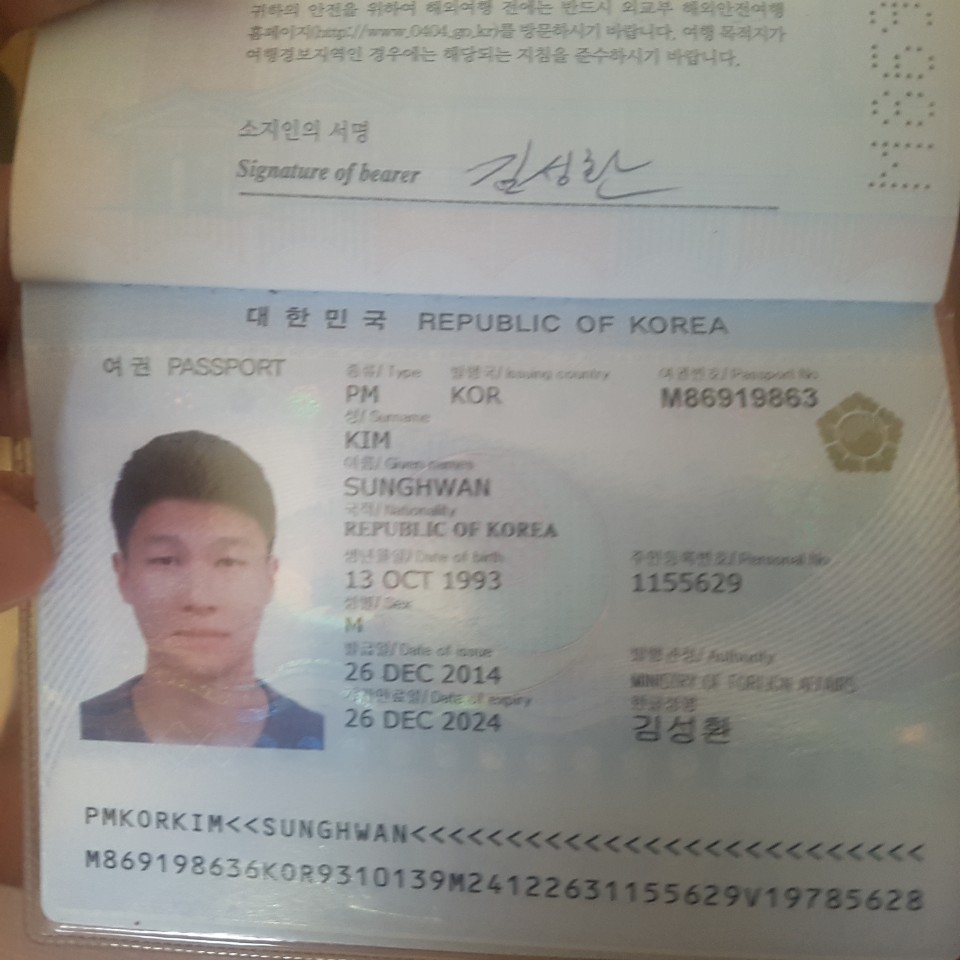 귀하의 안전을 위하여 해외여행 전에는 반드시 외교부 해외안전여행
홈페이지(http://www.0404.go.kr)를 방문하시기 바랍니다. 여행 목적지가
여행경보지역인 경우에는 해당되는 지침을 준수하시기 바랍니다.
소지인의 서명
Signature of bearer 김성환
대한민국 REPUBLIC OF KOREA
여권 PASSPORT
종류/Type 발행국/Issuing country 여권번호/Passport No
PM KOR M86919863
성/Surname
KIM
이름/Given names
SUNGHWAN
국적/Nationality
REPUBLIC OF KOREA
생년월일/Date of birth 주민등록번호/Personal No
13 OCT 1993 1155629
성별/Sex
M
발급일/Date of issue 발행관청/Authority
26 DEC 2014 MINISTRY OF FOREIGN AFFAIRS
기간만료일/Date of expiry 한글성명
26 DEC 2024 김성환
PMKORKIM<<SUNGHWAN<<<<<<<<<<<<<<<<<<<<<<<<<<
M869198636KOR9310139M24122631155629V19785628